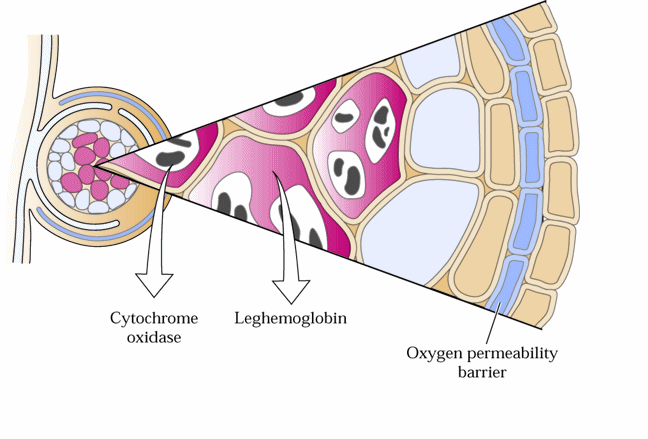 Cytochrome
oxidase
Leghemoglobin
Oxygen permeability
barrier